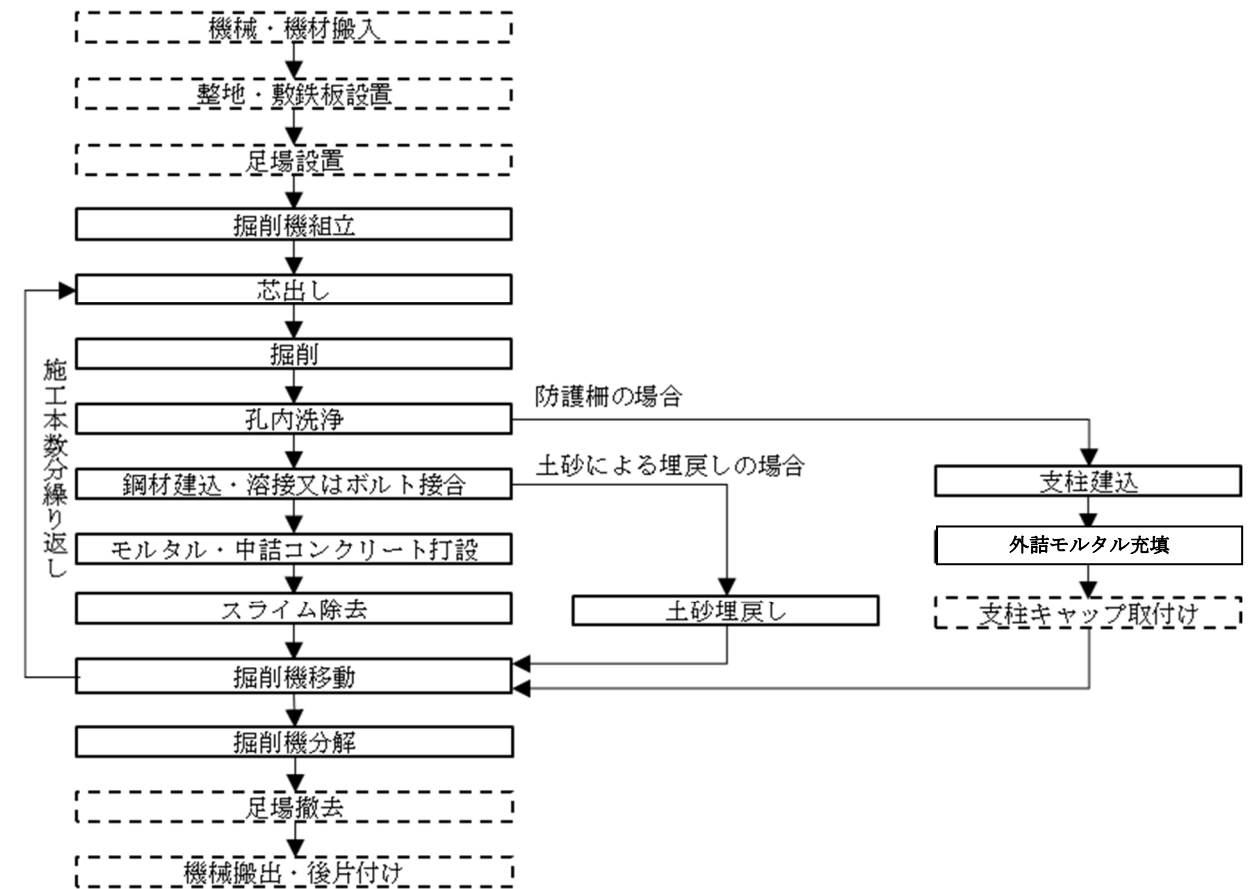 機械・機材搬入
整地・敷鉄板設置
足場設置
掘削機組立
芯出し
掘削
施工本数分繰り返し
孔内洗浄
防護柵の場合
鋼材建込・溶接又はボルト接合
土砂による埋戻しの場合
支柱建込
モルタル・中詰コンクリート打設
外詰モルタル充填
スライム除去
土砂埋戻し
支柱キャップ取付け
掘削機移動
掘削機分解
足場撤去
機械搬出・後片付け